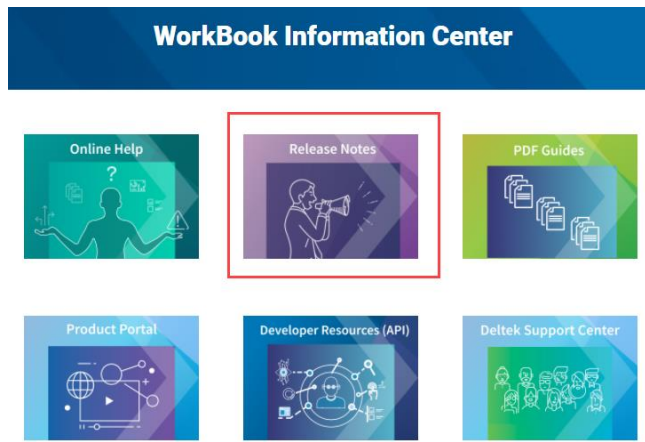 WorkBook Information Center
Online Help
Release Notes
PDF Guides
Product Portal
Developer Resources (API)
Deltek Support Center